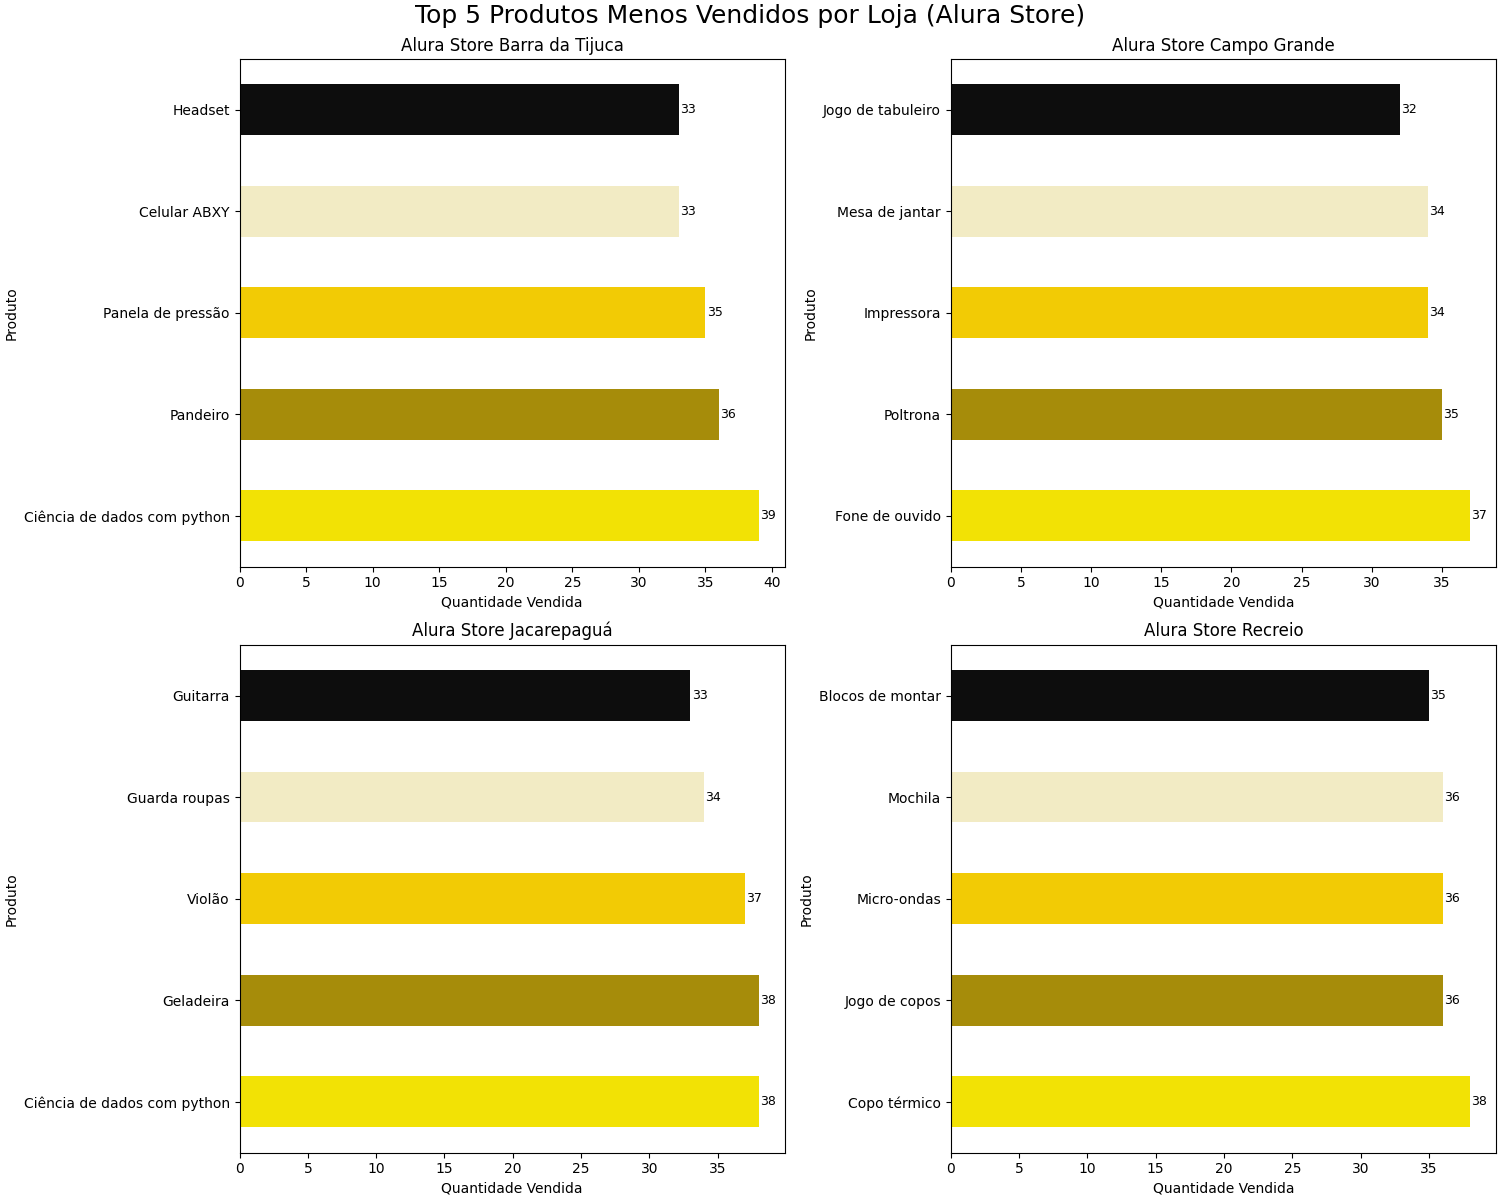 Top 5 Produtos Menos Vendidos por Loja (Alura Store)
Alura Store Barra da Tijuca
Produto
Headset
33
Celular ABXY
33
Panela de pressão
35
Pandeiro
36
Ciência de dados com python
39
0 5 10 15 20 25 30 35 40
Quantidade Vendida
Alura Store Campo Grande
Produto
Jogo de tabuleiro
32
Mesa de jantar
34
Impressora
34
Poltrona
35
Fone de ouvido
37
0 5 10 15 20 25 30 35
Quantidade Vendida
Alura Store Jacarepaguá
Produto
Guitarra
33
Guarda roupas
34
Violão
37
Geladeira
38
Ciência de dados com python
38
0 5 10 15 20 25 30 35
Quantidade Vendida
Alura Store Recreio
Produto
Blocos de montar
35
Mochila
36
Micro-ondas
36
Jogo de copos
36
Copo térmico
38
0 5 10 15 20 25 30 35
Quantidade Vendida